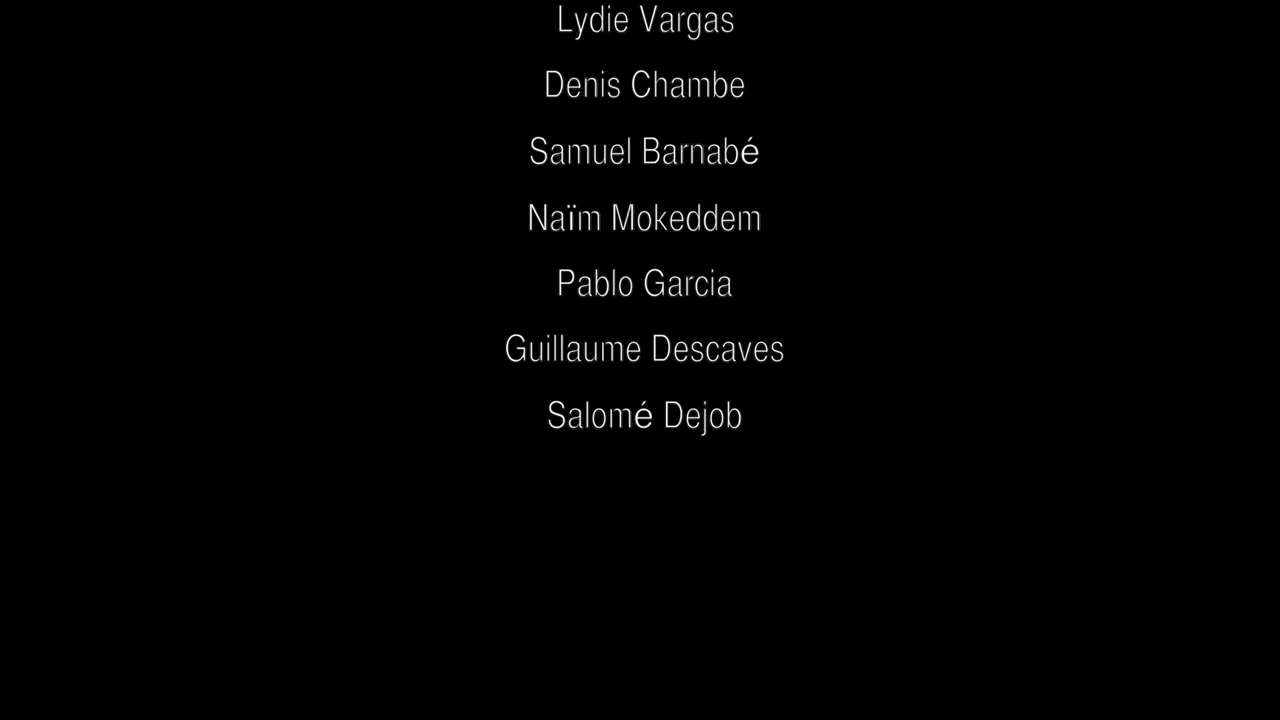 Lydie Vargas
Denis Chambe
Samuel Barnabé
Naïm Mokeddem
Pablo Garcia
Guillaume Descaves
Salomé Dejob